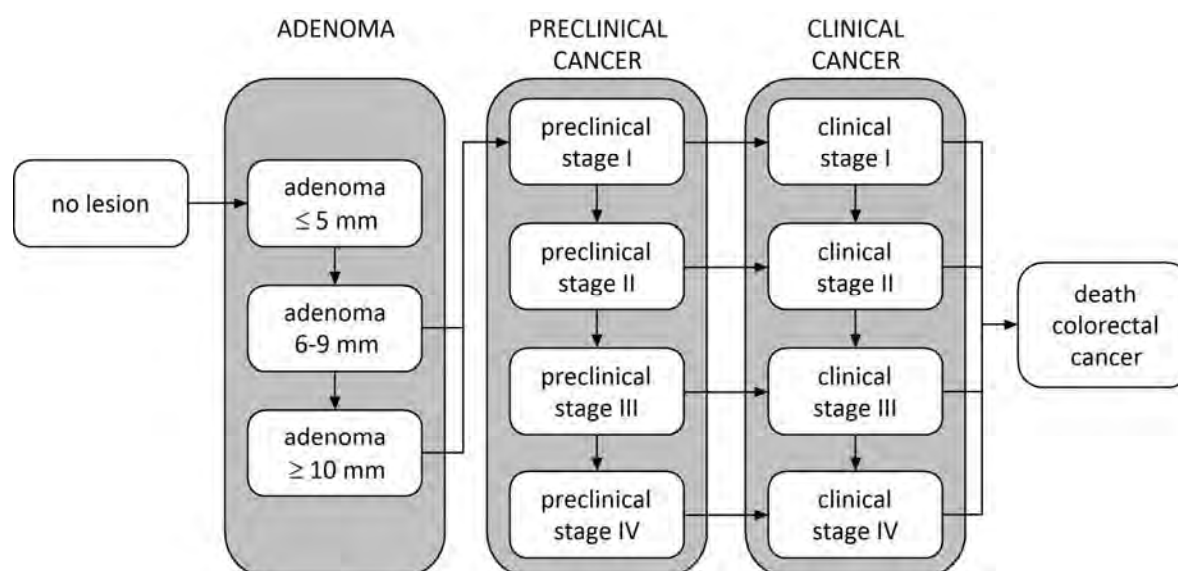 ADENOMA
PRECLINICAL
CANCER
CLINICAL
CANCER
no lesion
adenoma
≤ 5 mm
adenoma
6-9 mm
adenoma
≥ 10 mm
preclinical
stage I
preclinical
stage II
preclinical
stage III
preclinical
stage IV
clinical
stage I
clinical
stage II
clinical
stage III
clinical
stage IV
death
colorectal
cancer